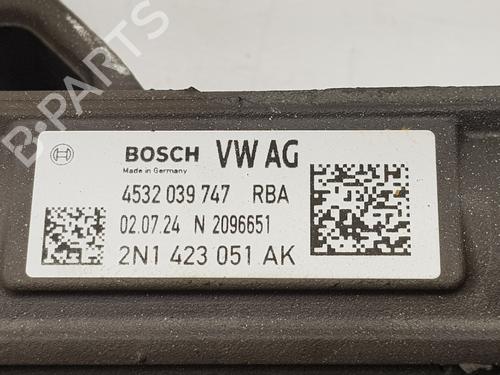 B-PARTS
BOSCH VW AG
Made in Germany
4532 039 747 RBA
02.07.24 N 2096651
2N1 423 051 AK